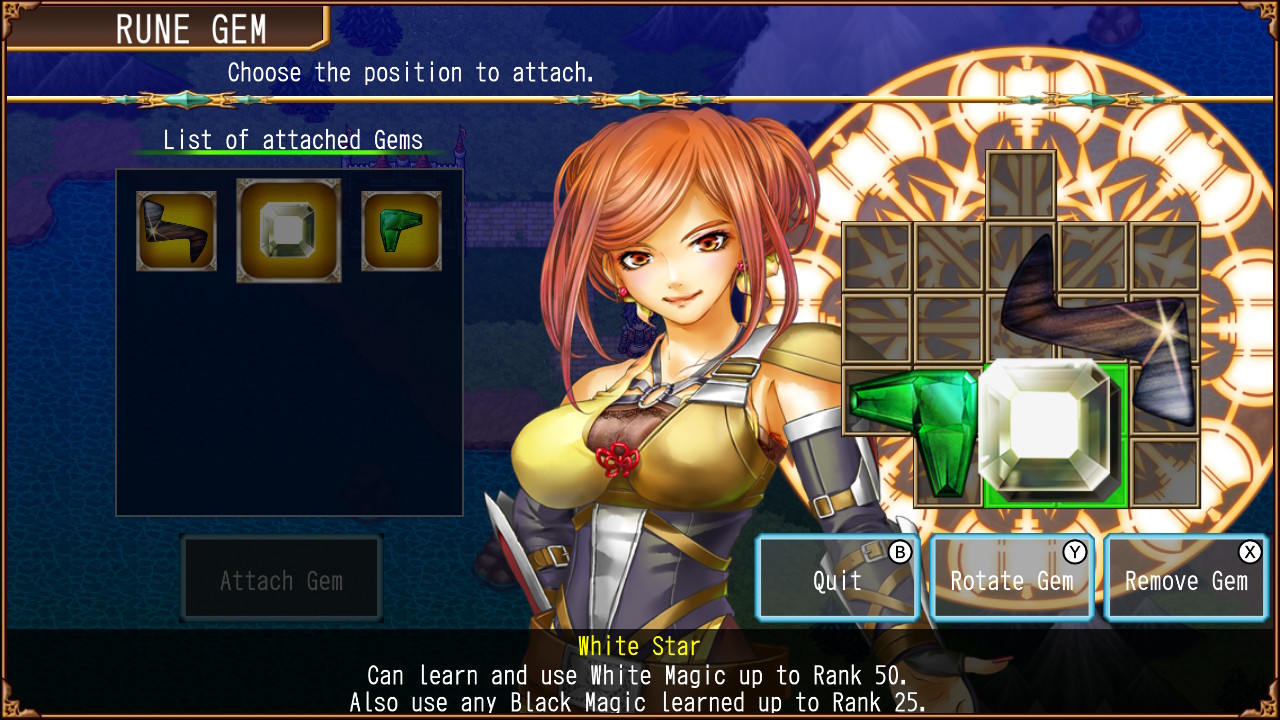 RUNE GEM
Choose the position to attach.
List of attached Gems
Attach Gem
B
Quit
Y
Rotate Gem
X
Remove Gem
White Star
Can learn and use White Magic up to Rank 50.
Also use any Black Magic learned up to Rank 25.